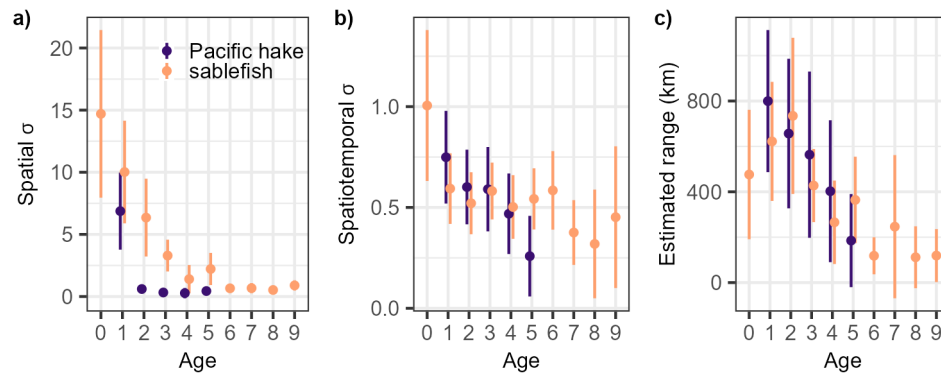 a)
Spatial σ
20
15
10
5
0
Pacific hake
sablefish
0 1 2 3 4 5 6 7 8 9
Age
b)
Spatiotemporal σ
1.0
0.5
0.0
0 1 2 3 4 5 6 7 8 9
Age
c)
Estimated range (km)
800
400
0
0 1 2 3 4 5 6 7 8 9
Age